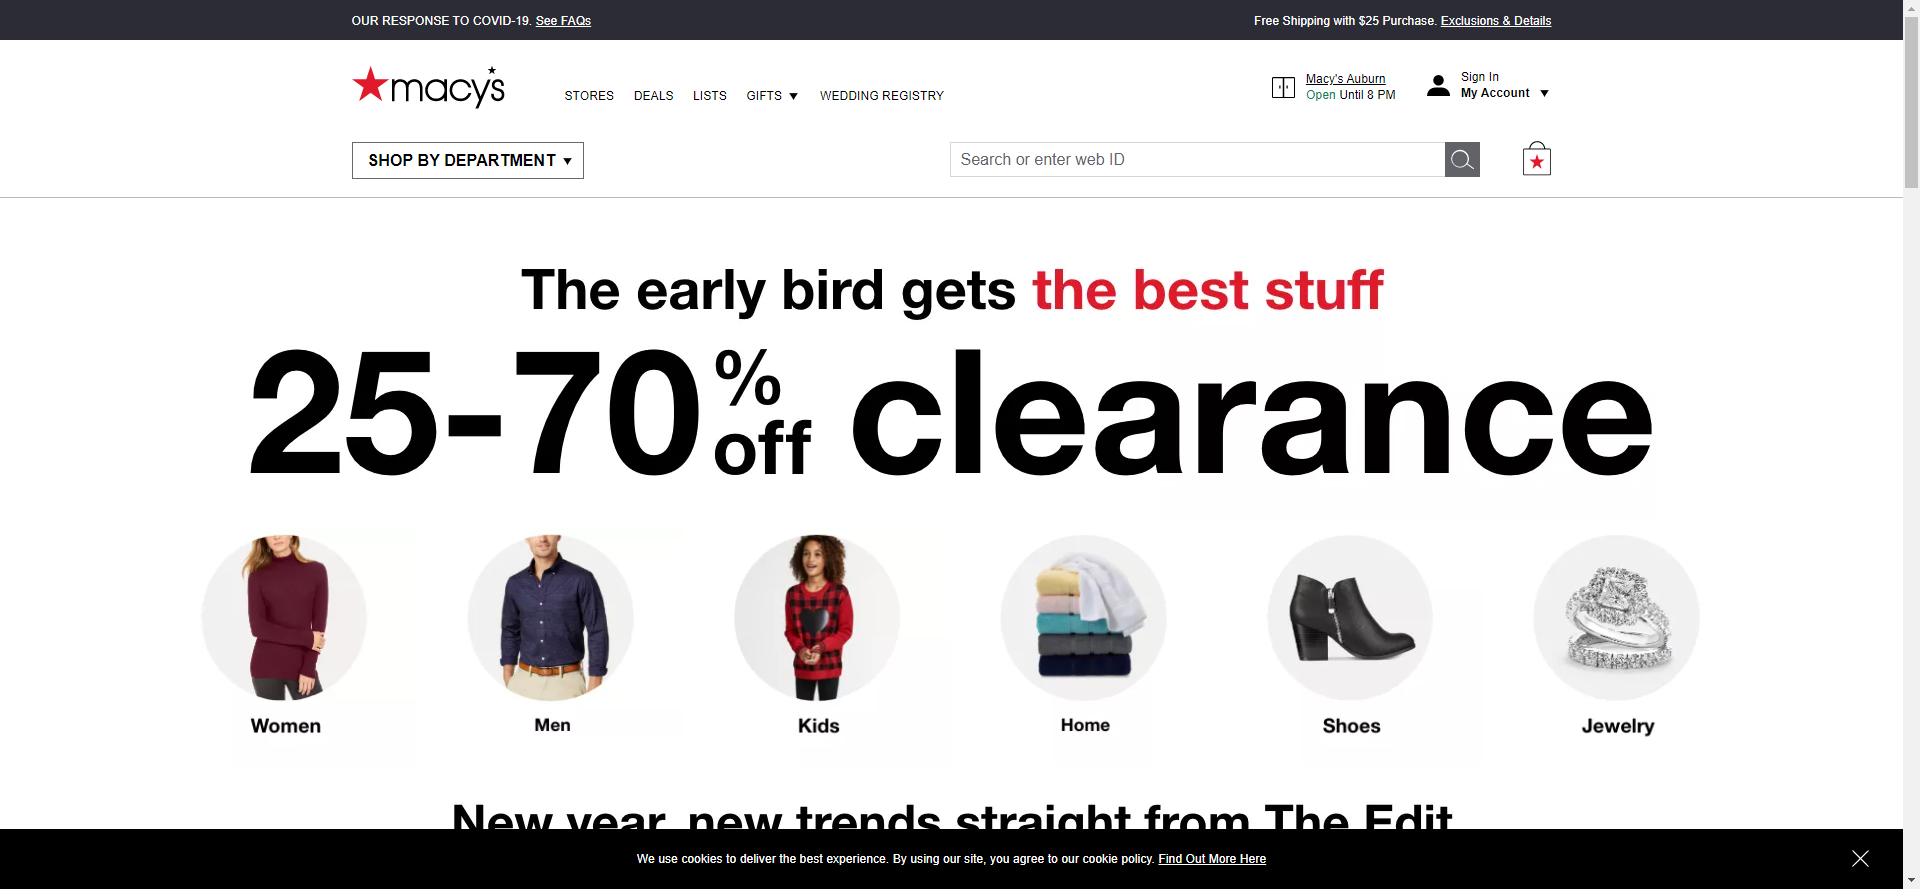 OUR RESPONSE TO COVID-19. See FAQs
Free Shipping with $25 Purchase. Exclusions & Details
macy's
STORES DEALS LISTS GIFTS WEDDING REGISTRY
Macy's Auburn
Open Until 8 PM
Sign In
My Account
SHOP BY DEPARTMENT
Search or enter web ID
The early bird gets the best stuff
25-70% off clearance
Women Men Kids Home Shoes Jewelry
New year, new trends straight from The Edit
We use cookies to deliver the best experience. By using our site, you agree to our cookie policy. Find Out More Here